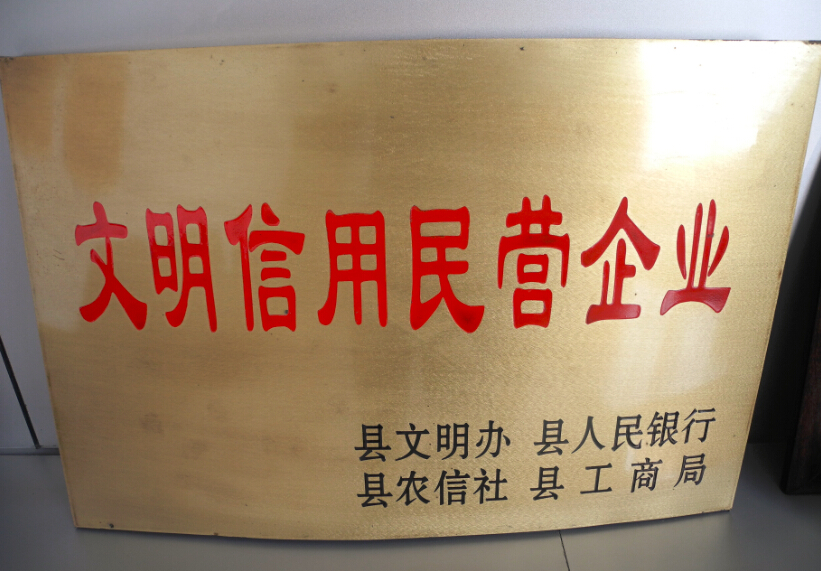 文明信用民营企业
县文明办 县人民银行
县农信社 县工商局